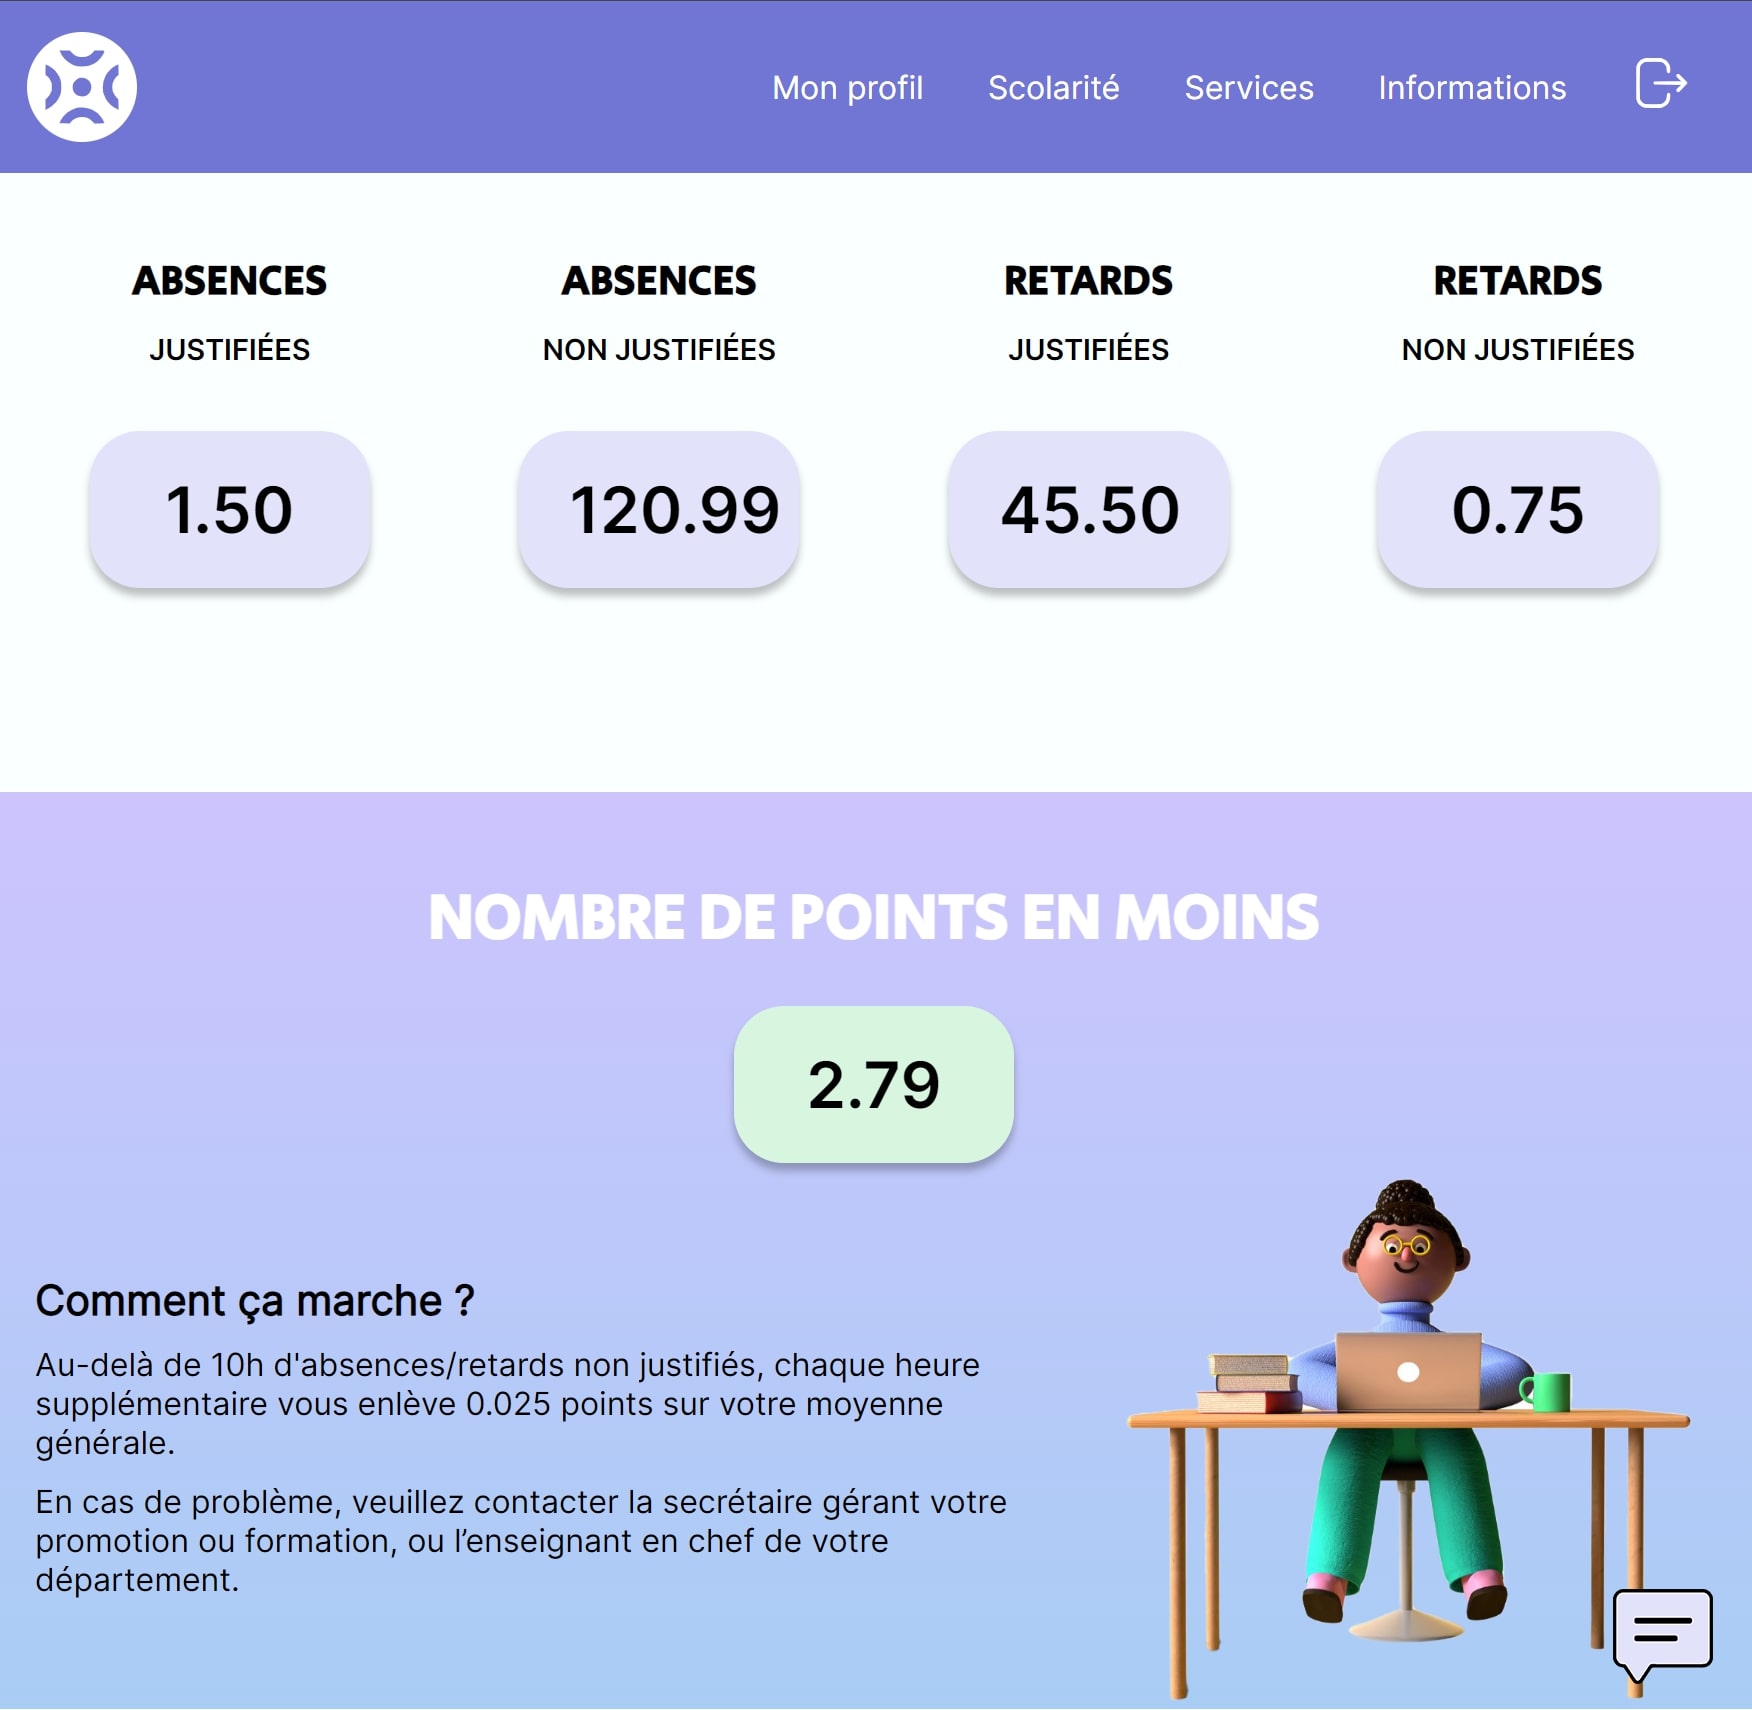 Mon profil Scolarité Services Informations
ABSENCES ABSENCES RETARDS RETARDS
JUSTIFIÉES NON JUSTIFIÉES JUSTIFIÉES NON JUSTIFIÉES
1.50 120.99 45.50 0.75
NOMBRE DE POINTS EN MOINS
2.79
Comment ça marche ?
Au-delà de 10h d'absences/retards non justifiés, chaque heure
supplémentaire vous enlève 0.025 points sur votre moyenne
générale.
En cas de problème, veuillez contacter la secrétaire gérant votre
promotion ou formation, ou l’enseignant en chef de votre
département.